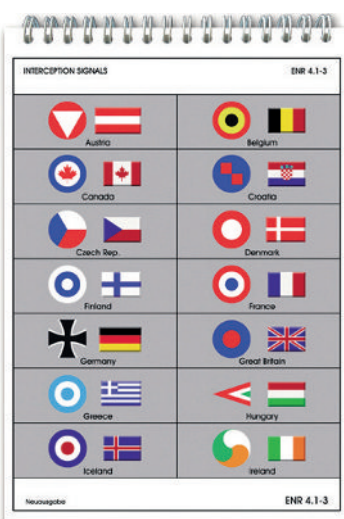 INTERCEPTION SIGNALS ENR 4.1-3
Austria Belgium
Canada Croatia
Czech Rep. Denmark
Finland France
Germany Great Britain
Greece Hungary
Iceland Ireland
Neuausgabe ENR 4.1-3